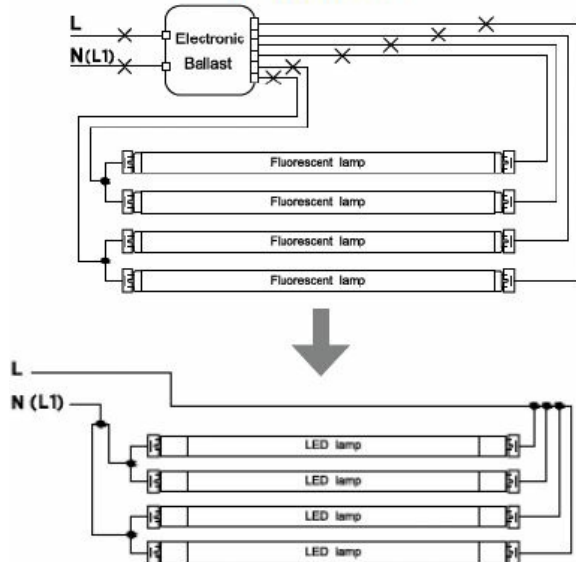 L
Electronic
N(L1)
Ballast
Fluorescent lamp
Fluorescent lamp
Fluorescent lamp
Fluorescent lamp
L
N (L1)
LED lamp
LED lamp
LED lamp
LED lamp